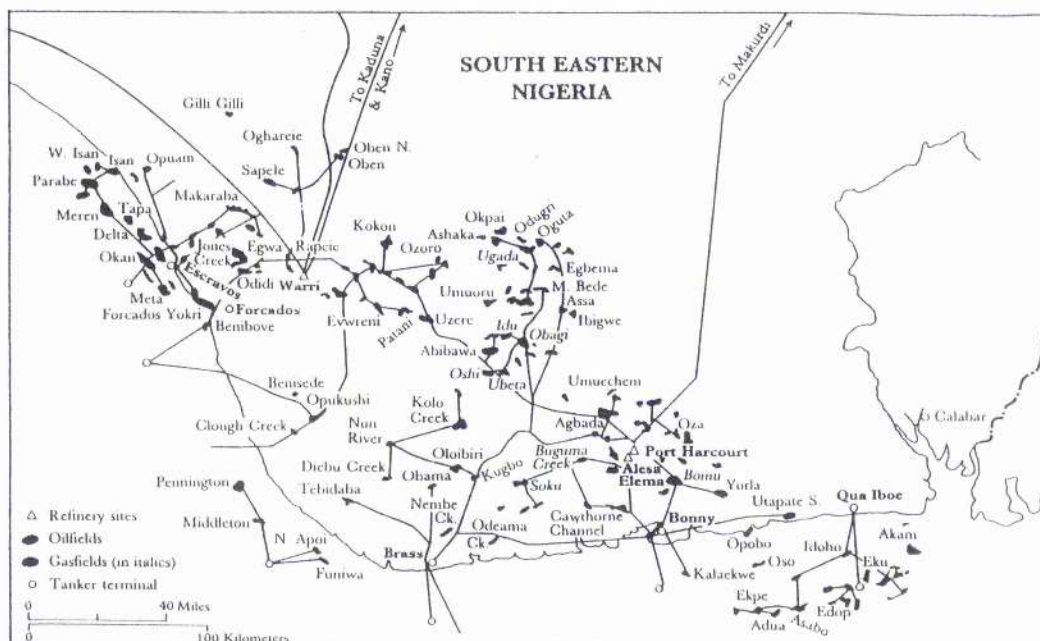 SOUTH EASTERN
NIGERIA
To Kaduna
& Kano
To Makurdi
Gilli Gilli
Oghareie
Oben N.
Oben
Sapele
W. Isan
Isan
Opuam
Parabe
Makaraba
Meren
Tapa
Delta
Jones
Creek
Egwa
Rapele
Okan
Escravos
Odidi
Warri
Meta
Forcados Yokri
Forcados
Benibove
Kokori
Ozoro
Evwreni
Patani
Uzere
Okpai
Ashaka
Odugri
Oguta
Ugada
Egbema
M. Bede
Umuoru
Assa
Ibigwe
Idu
Obagi
Abibawa
Oshi
Ubeta
Benisede
Opukushi
Clough Creek
Kolo
Creek
Nun
River
Diebu Creek
Oloibiri
Obama
Kugbo
Tebidaba
Nembe
Ck.
Odeama
Ck.
Brass
Umuechem
Agbada
Oza
Port Harcourt
Buguma
Creek
Alesa
Elema
Bomu
Soku
Yorla
Cawthorne
Channel
Bonny
Utapate S.
Opobo
Kalaekwe
Qua Iboe
Calabar
Akam
Idoho
Eku
Oso
Ekpe
Edop
Adua
Asabo
Pennington
Middleton
N Apoi
Funiwa
Refinery sites
Oilfields
Gasfields (in italics)
Tanker terminal
0 40 Miles
0 100 Kilometers